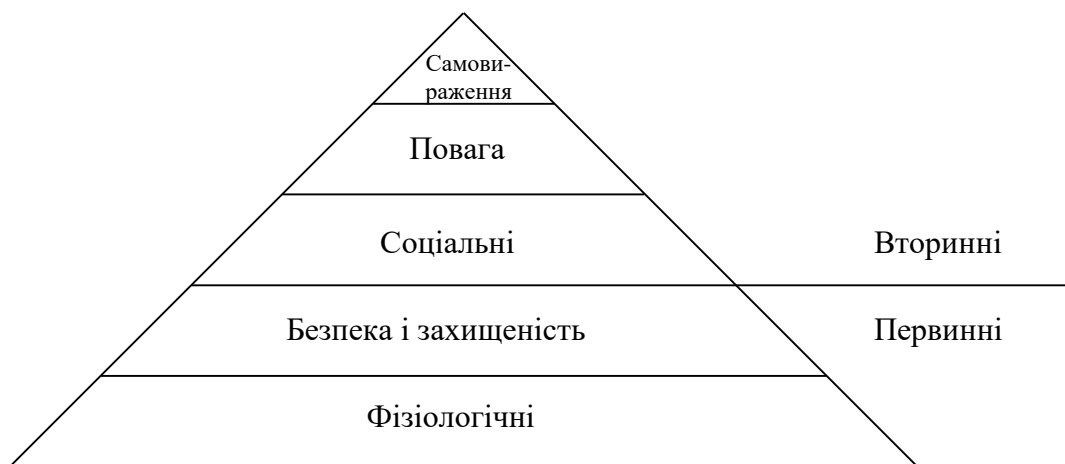 Самови-
раження
Повага
Соціальні
Вторинні
Безпека і захищеність
Первинні
Фізіологічні